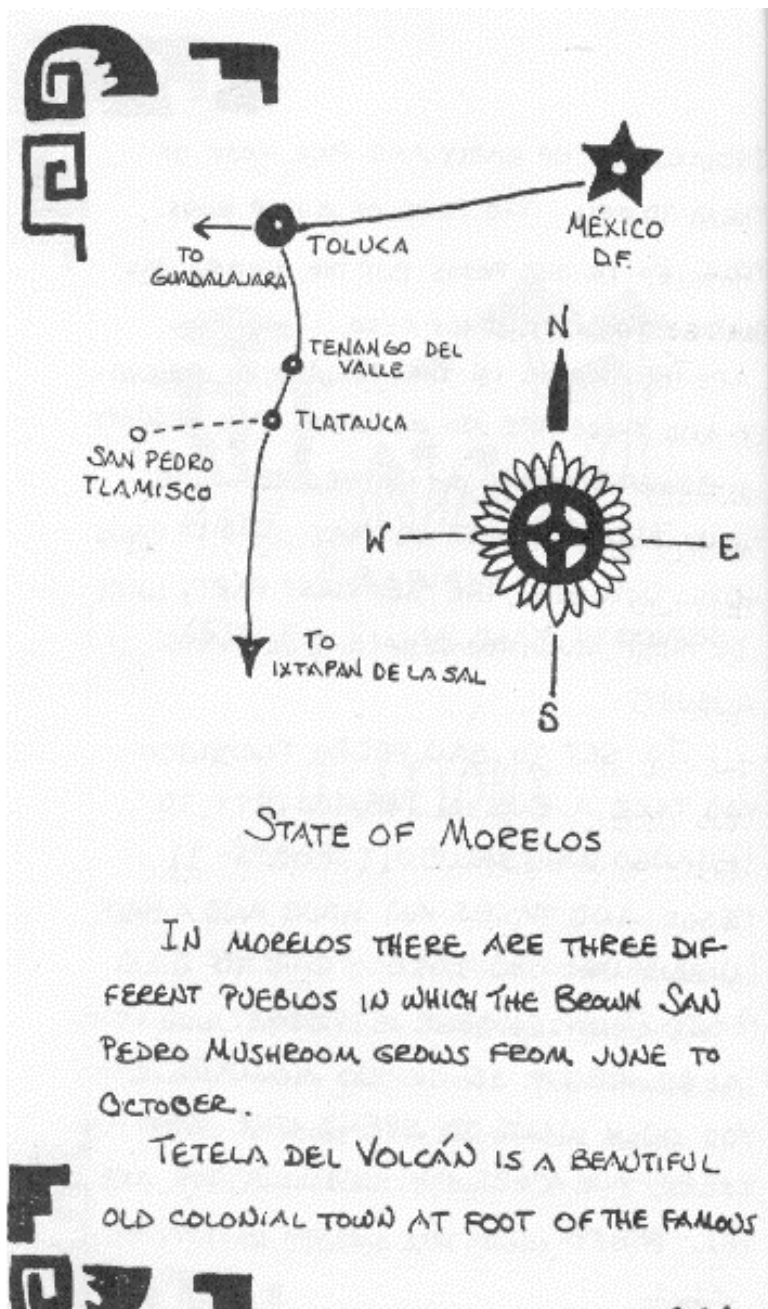 MÉXICO
D.F.
TOLUCA
TO
GUADALAJARA
N
TENANGO DEL
VALLE
TLATAUCA
SAN PEDRO
TLAMISCO
W
E
TO
IXTAPAN DE LA SAL
S
STATE OF MORELOS
IN MORELOS THERE ARE THREE DIF-
FERENT PUEBLOS IN WHICH THE BROWN SAN
PEDRO MUSHROOM GROWS FROM JUNE TO
OCTOBER.
TETELA DEL VOLCÁN IS A BEAUTIFUL
OLD COLONIAL TOWN AT FOOT OF THE FAMOUS